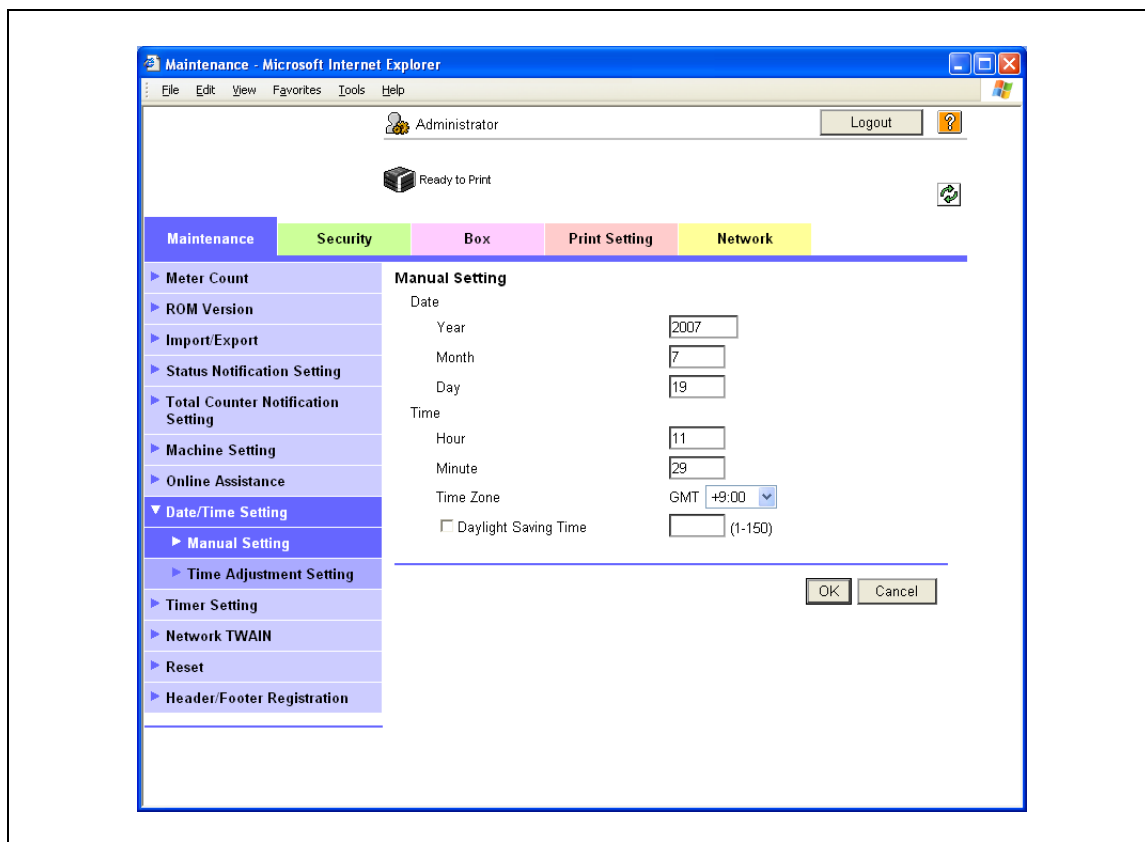 Maintenance - Microsoft Internet Explorer
File Edit View Favorites Tools Help
Administrator
Logout
?
Ready to Print
Maintenance
Security
Box
Print Setting
Network
Meter Count
ROM Version
Import/Export
Status Notification Setting
Total Counter Notification
Setting
Machine Setting
Online Assistance
Date/Time Setting
Manual Setting
Time Adjustment Setting
Timer Setting
Network TWAIN
Reset
Header/Footer Registration
Manual Setting
Date
Year 2007
Month 7
Day 19
Time
Hour 11
Minute 29
Time Zone GMT +9:00
Daylight Saving Time (1-150)
OK Cancel